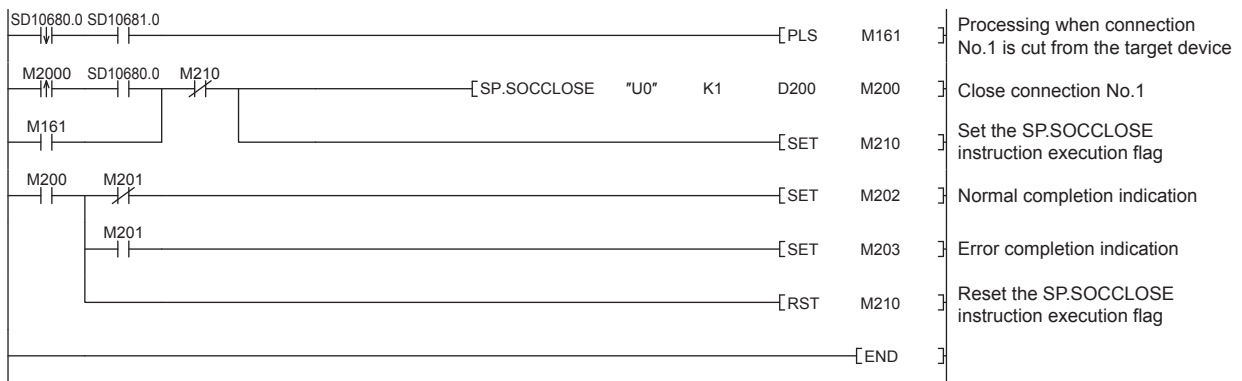 SD10680.0 SD10681.0
[PLS M161 ] Processing when connection
No.1 is cut from the target device
M2000 SD10680.0 M210
[SP.SOCCLOSE "U0" K1 D200 M200 ] Close connection No.1
M161
[SET M210 ] Set the SP.SOCCLOSE
instruction execution flag
M200 M201
[SET M202 ] Normal completion indication
M201
[SET M203 ] Error completion indication
[RST M210 ] Reset the SP.SOCCLOSE
instruction execution flag
[END ]